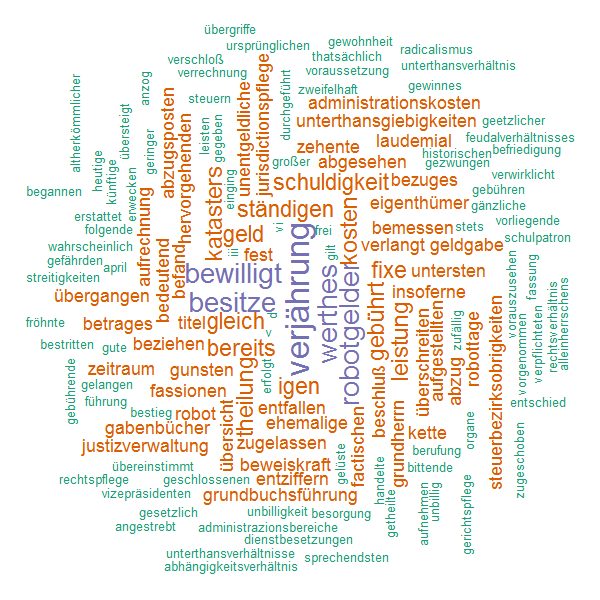 übergriffe
ursprünglichen
gewohnheit
thatsächlich
radicalismus
verschloß
voraussetzung
unterthansverhältnis
verrechnung
zweifelhaft
gewinnes
anzog
steuern
administrationskosten
durchgeführt
jurisdictionspflege
unentgeldliche
abzugsposten
hervorgehenden
altherkömmlicher
übersteigt
leisten
gegeben
unterthansgiebigkeiten
geetzlicher
feudalverhältnisses
zehente
laudemial
befriedigung
heutige
künftige
geringer
erwecken
großer
abgesehen
historischen
gezwungen
begannen
katasters
einging
schuldigkeit
bezuges
verwirklicht
gebühren
eigenthümer
gänzliche
erstattet
folgende
ständigen
kosten
vorliegende
aufrechnung
bedeutend
befand
geld
vi
frei
bemessen
stets
schulpatron
wahrscheinlich
gefährden
april
fest
iii
gilt
verlangt
geldgabe
streitigkeiten
bewilligt
verjährung
werthes
robotgelder
fixe
untersten
vorauszusehen
fassung
übergangen
besitze
insoferne
fröhnte
betrages
titel
gleich
d
v
gebührt
leistung
zufällig
vorgenommen
verpflichteten
rechtsverhältnis
alleinherrschens
bestritten
gute
beziehen
bereits
beschluß
überschreiten
aufgestellten
abzug
robottage
steuerbezirksobrigkeiten
zeitraum
gunsten
theilung
erfolgt
igen
gebührende
gelangen
fassionen
führung
bestieg
robot
übersicht
entfallen
ehemalige
factischen
grundherrn
kette
organe
entschied
zugeschoben
gabenbücher
justizverwaltung
zugelassen
berufung
übereinstimmt
beweiskraft
gelüste
bittende
rechtspflege
geschlossenen
entziffern
handelte
getheilte
aufnehmen
unbillig
gerichtspflege
vizepräsidenten
grundbuchsführung
gesetzlich
unbilligkeit
besorgung
angestrebt
administrazionsbereiche
dienstbesetzungen
unterthansverhältnisse
sprechendsten
abhängigkeitsverhältnis